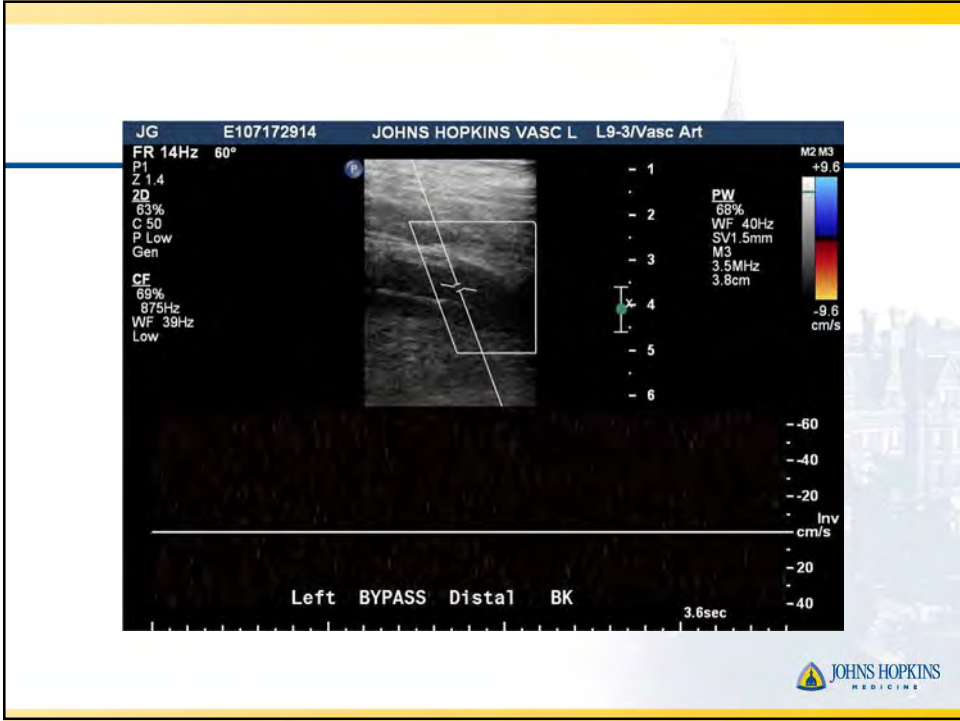 JG E107172914 JOHNS HOPKINS VASC L L9-3/Vasc Art
FR 14Hz 60°
P1
Z 1.4
2D
63%
C 50
P Low
Gen
CF
69%
875Hz
WF 39Hz
Low
P
- 1
- 2
- 3
x- 4
- 5
- 6
PW
68%
WF 40Hz
SV1.5mm
M3
3.5MHz
3.8cm
M2 M3
+9.6
-9.6
cm/s
--60
--40
--20
Inv
cm/s
-20
-40
Left BYPASS Distal BK
3.6sec
JOHNS HOPKINS
MEDICINE